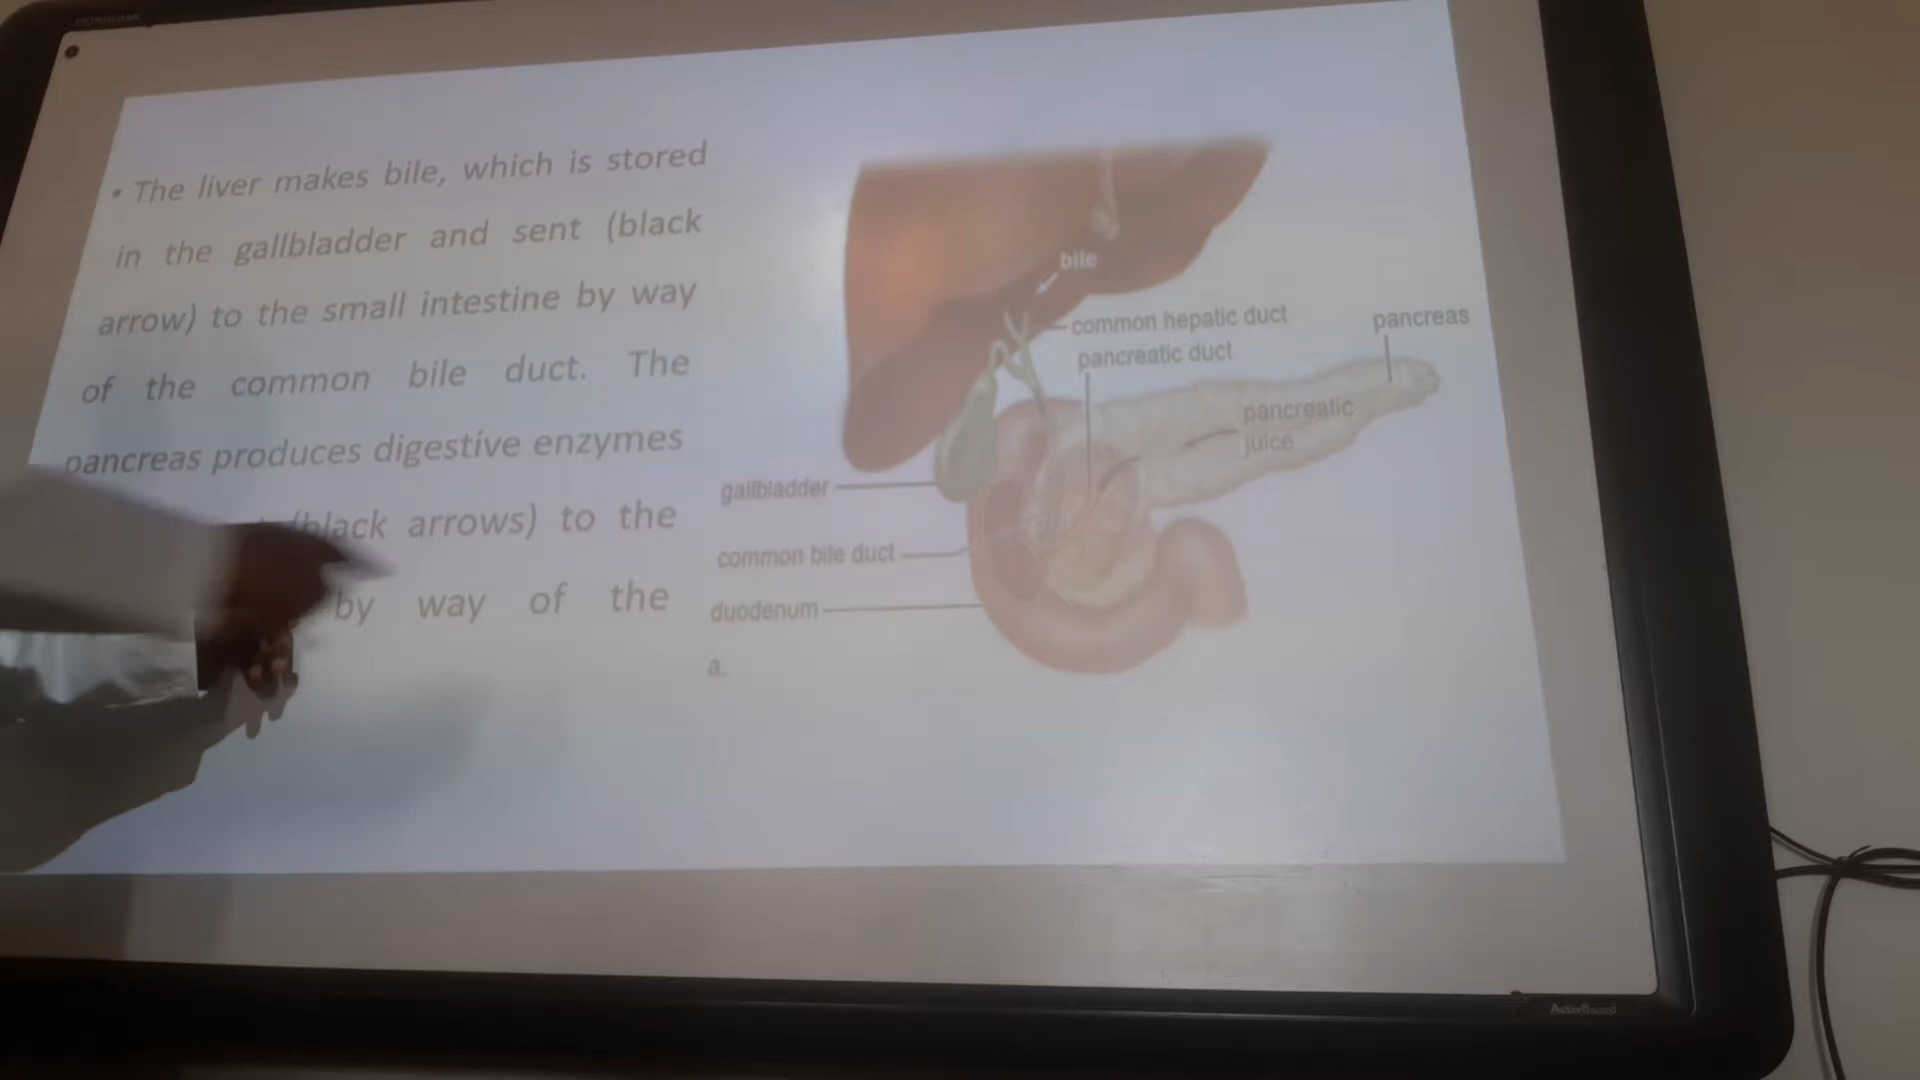 • The liver makes bile, which is stored
in the gallbladder and sent (black
arrow) to the small intestine by way
of the common bile duct. The
pancreas produces digestive enzymes
(black arrows) to the
by way of the
bile
common hepatic duct
pancreatic duct
pancreas
pancreatic
juice
gallbladder
common bile duct
duodenum
a.
ActivBoard